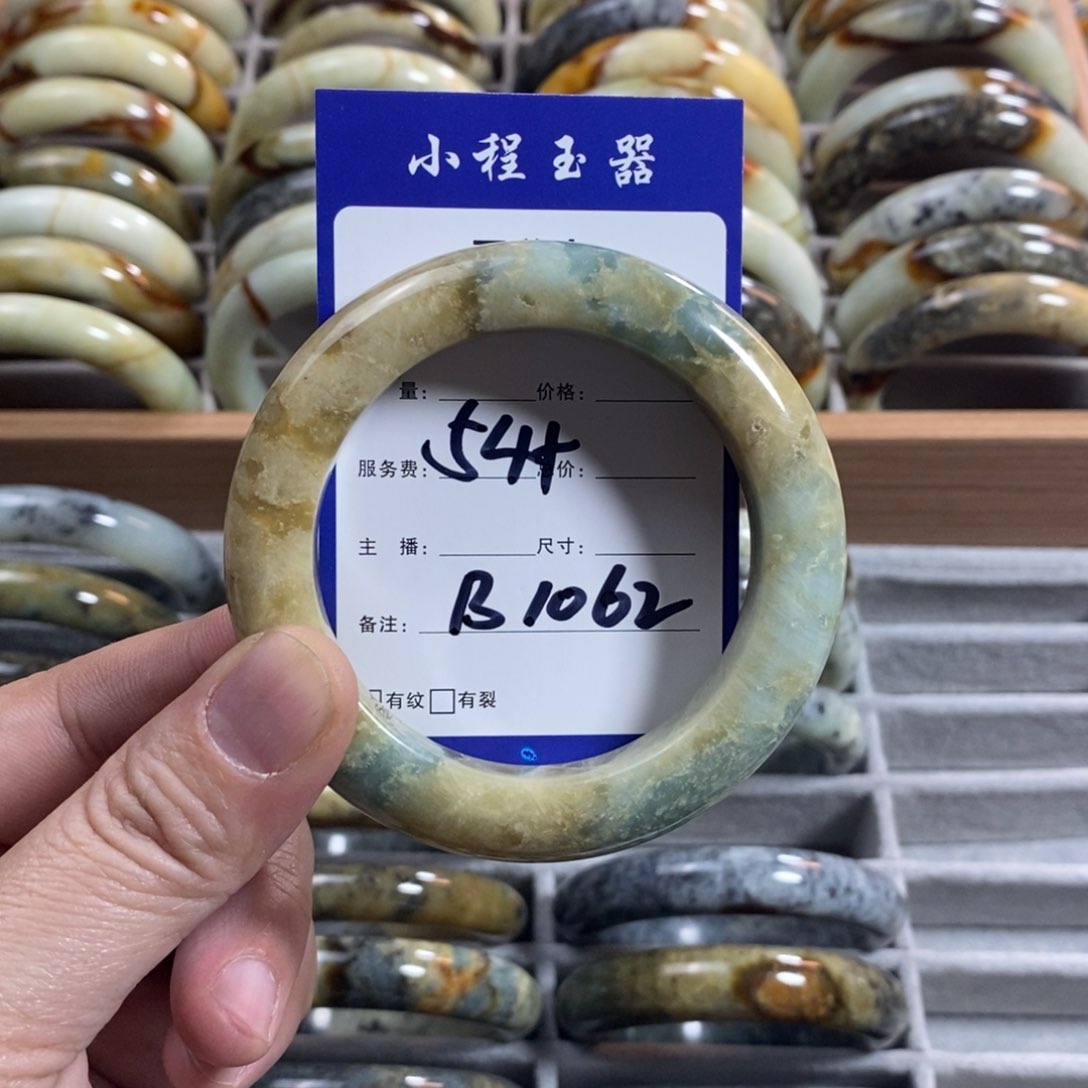 小程玉器
量： 价格：
544
服务费： 价：
主 播： 尺寸：
B 1062
备注：
有纹 □有裂